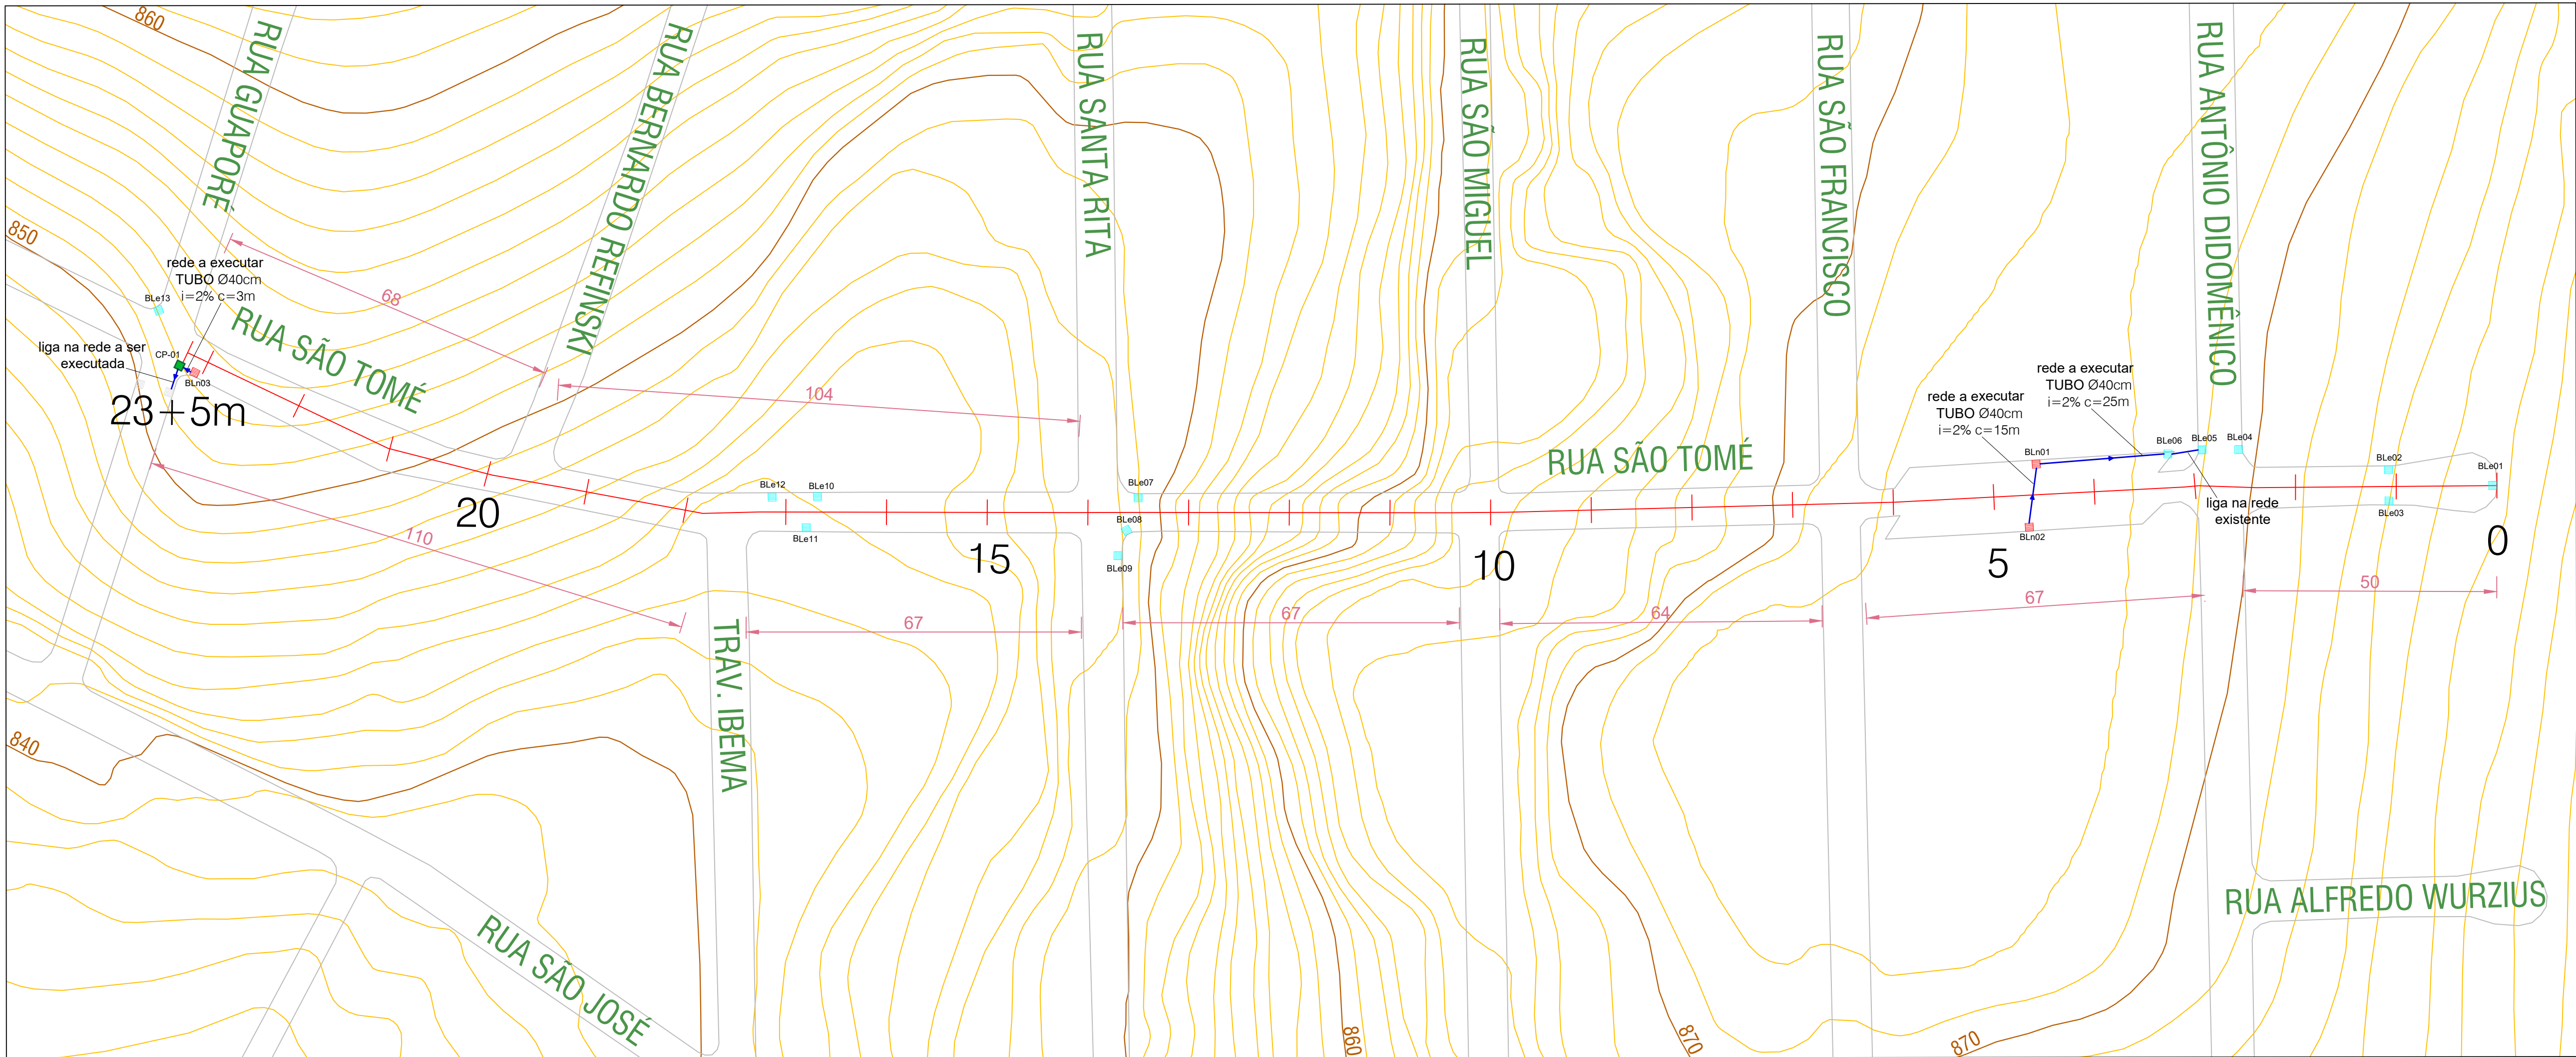 860
RUA GUAPORÉ
RUA BERNARDO REFINSKI
RUA SANTA RITA
RUA SÃO MIGUEL
RUA SÃO FRANCISCO
RUA ANTÔNIO DIDOMÊNICO
850
rede a executar
TUBO Ø40cm
i=2% c=3m
BLe13
68
RUA SÃO TOMÉ
liga na rede a ser
executada
CP-01
BLn03
23+5m
104
rede a executar
TUBO Ø40cm
i=2% c=25m
rede a executar
TUBO Ø40cm
i=2% c=15m
BLn01
BLe06
BLe05
BLe04
BLe02
BLe01
RUA SÃO TOMÉ
20
BLe12
BLe10
BLe07
BLe11
BLe08
BLe09
15
10
5
0
BLn02
liga na rede
existente
BLe03
110
67
67
64
67
50
TRAV. IBEMA
840
RUA SÃO JOSÉ
RUA ALFREDO WURZIUS
860
870
870